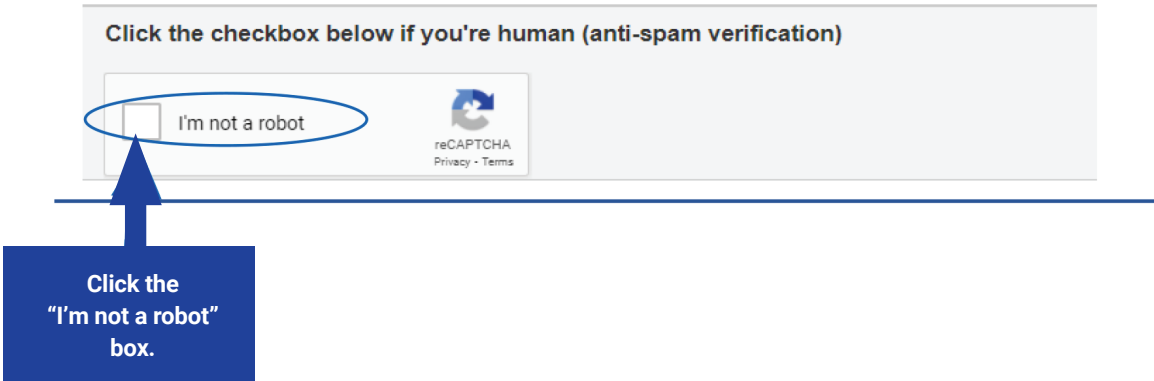 Click the checkbox below if you're human (anti-spam verification)
I'm not a robot
reCAPTCHA
Privacy - Terms
Click the
“I’m not a robot”
box.